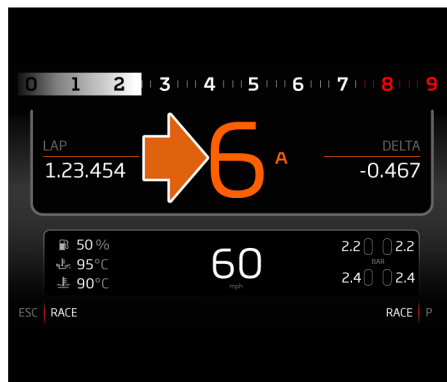 0 1 2 3 4 5 6 7 8 9
LAP
1.23.454
6 A
DELTA
-0.467
50 %
95°C
90°C
60
mph
2.2 2.2
BAR
2.4 2.4
ESC RACE
RACE P